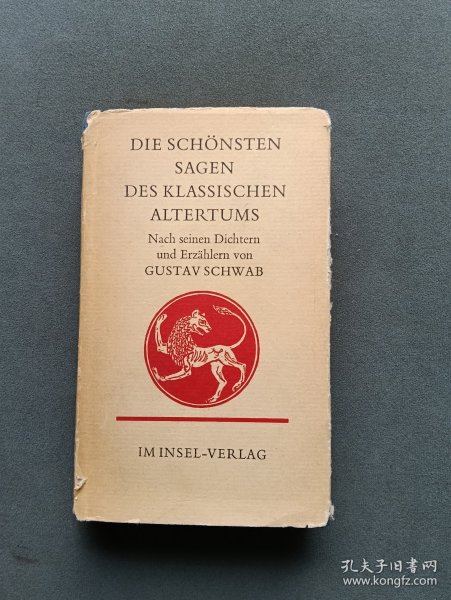 DIE SCHÖNSTEN
SAGEN
DES KLASSISCHEN
ALTERTUMS
Nach seinen Dichtern
und Erzählern von
GUSTAV SCHWAB
IM INSEL-VERLAG
孔夫子旧书网
www.kongfz.com